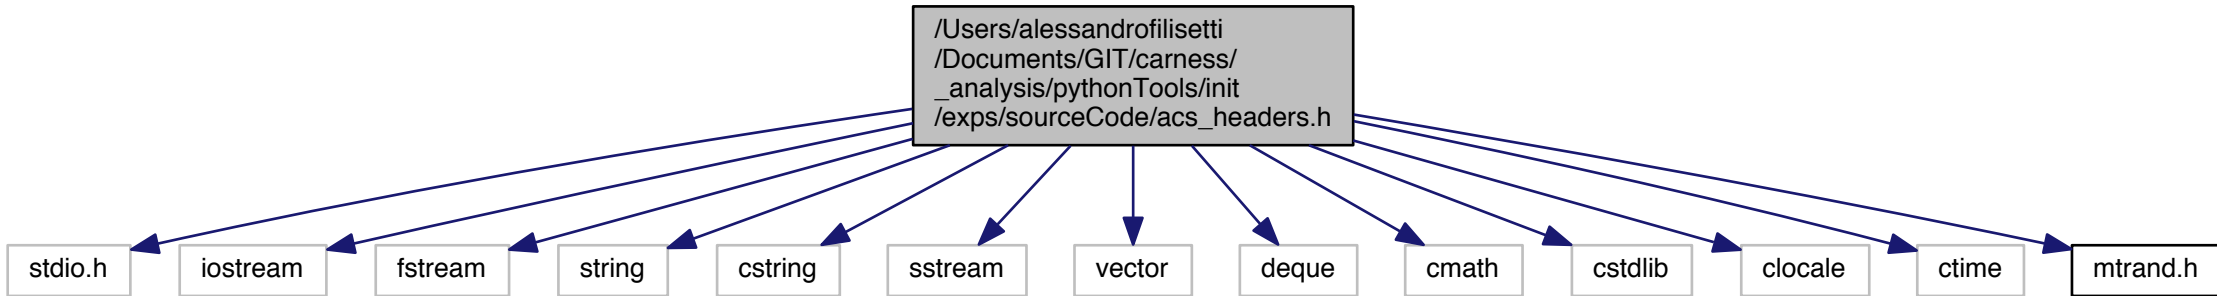 /Users/alessandrofilisetti
/Documents/GIT/carness/
_analysis/pythonTools/init
/exps/sourceCode/acs_headers.h
stdio.h
iostream
fstream
string
cstring
sstream
vector
deque
cmath
cstdlib
clocale
ctime
mtrand.h